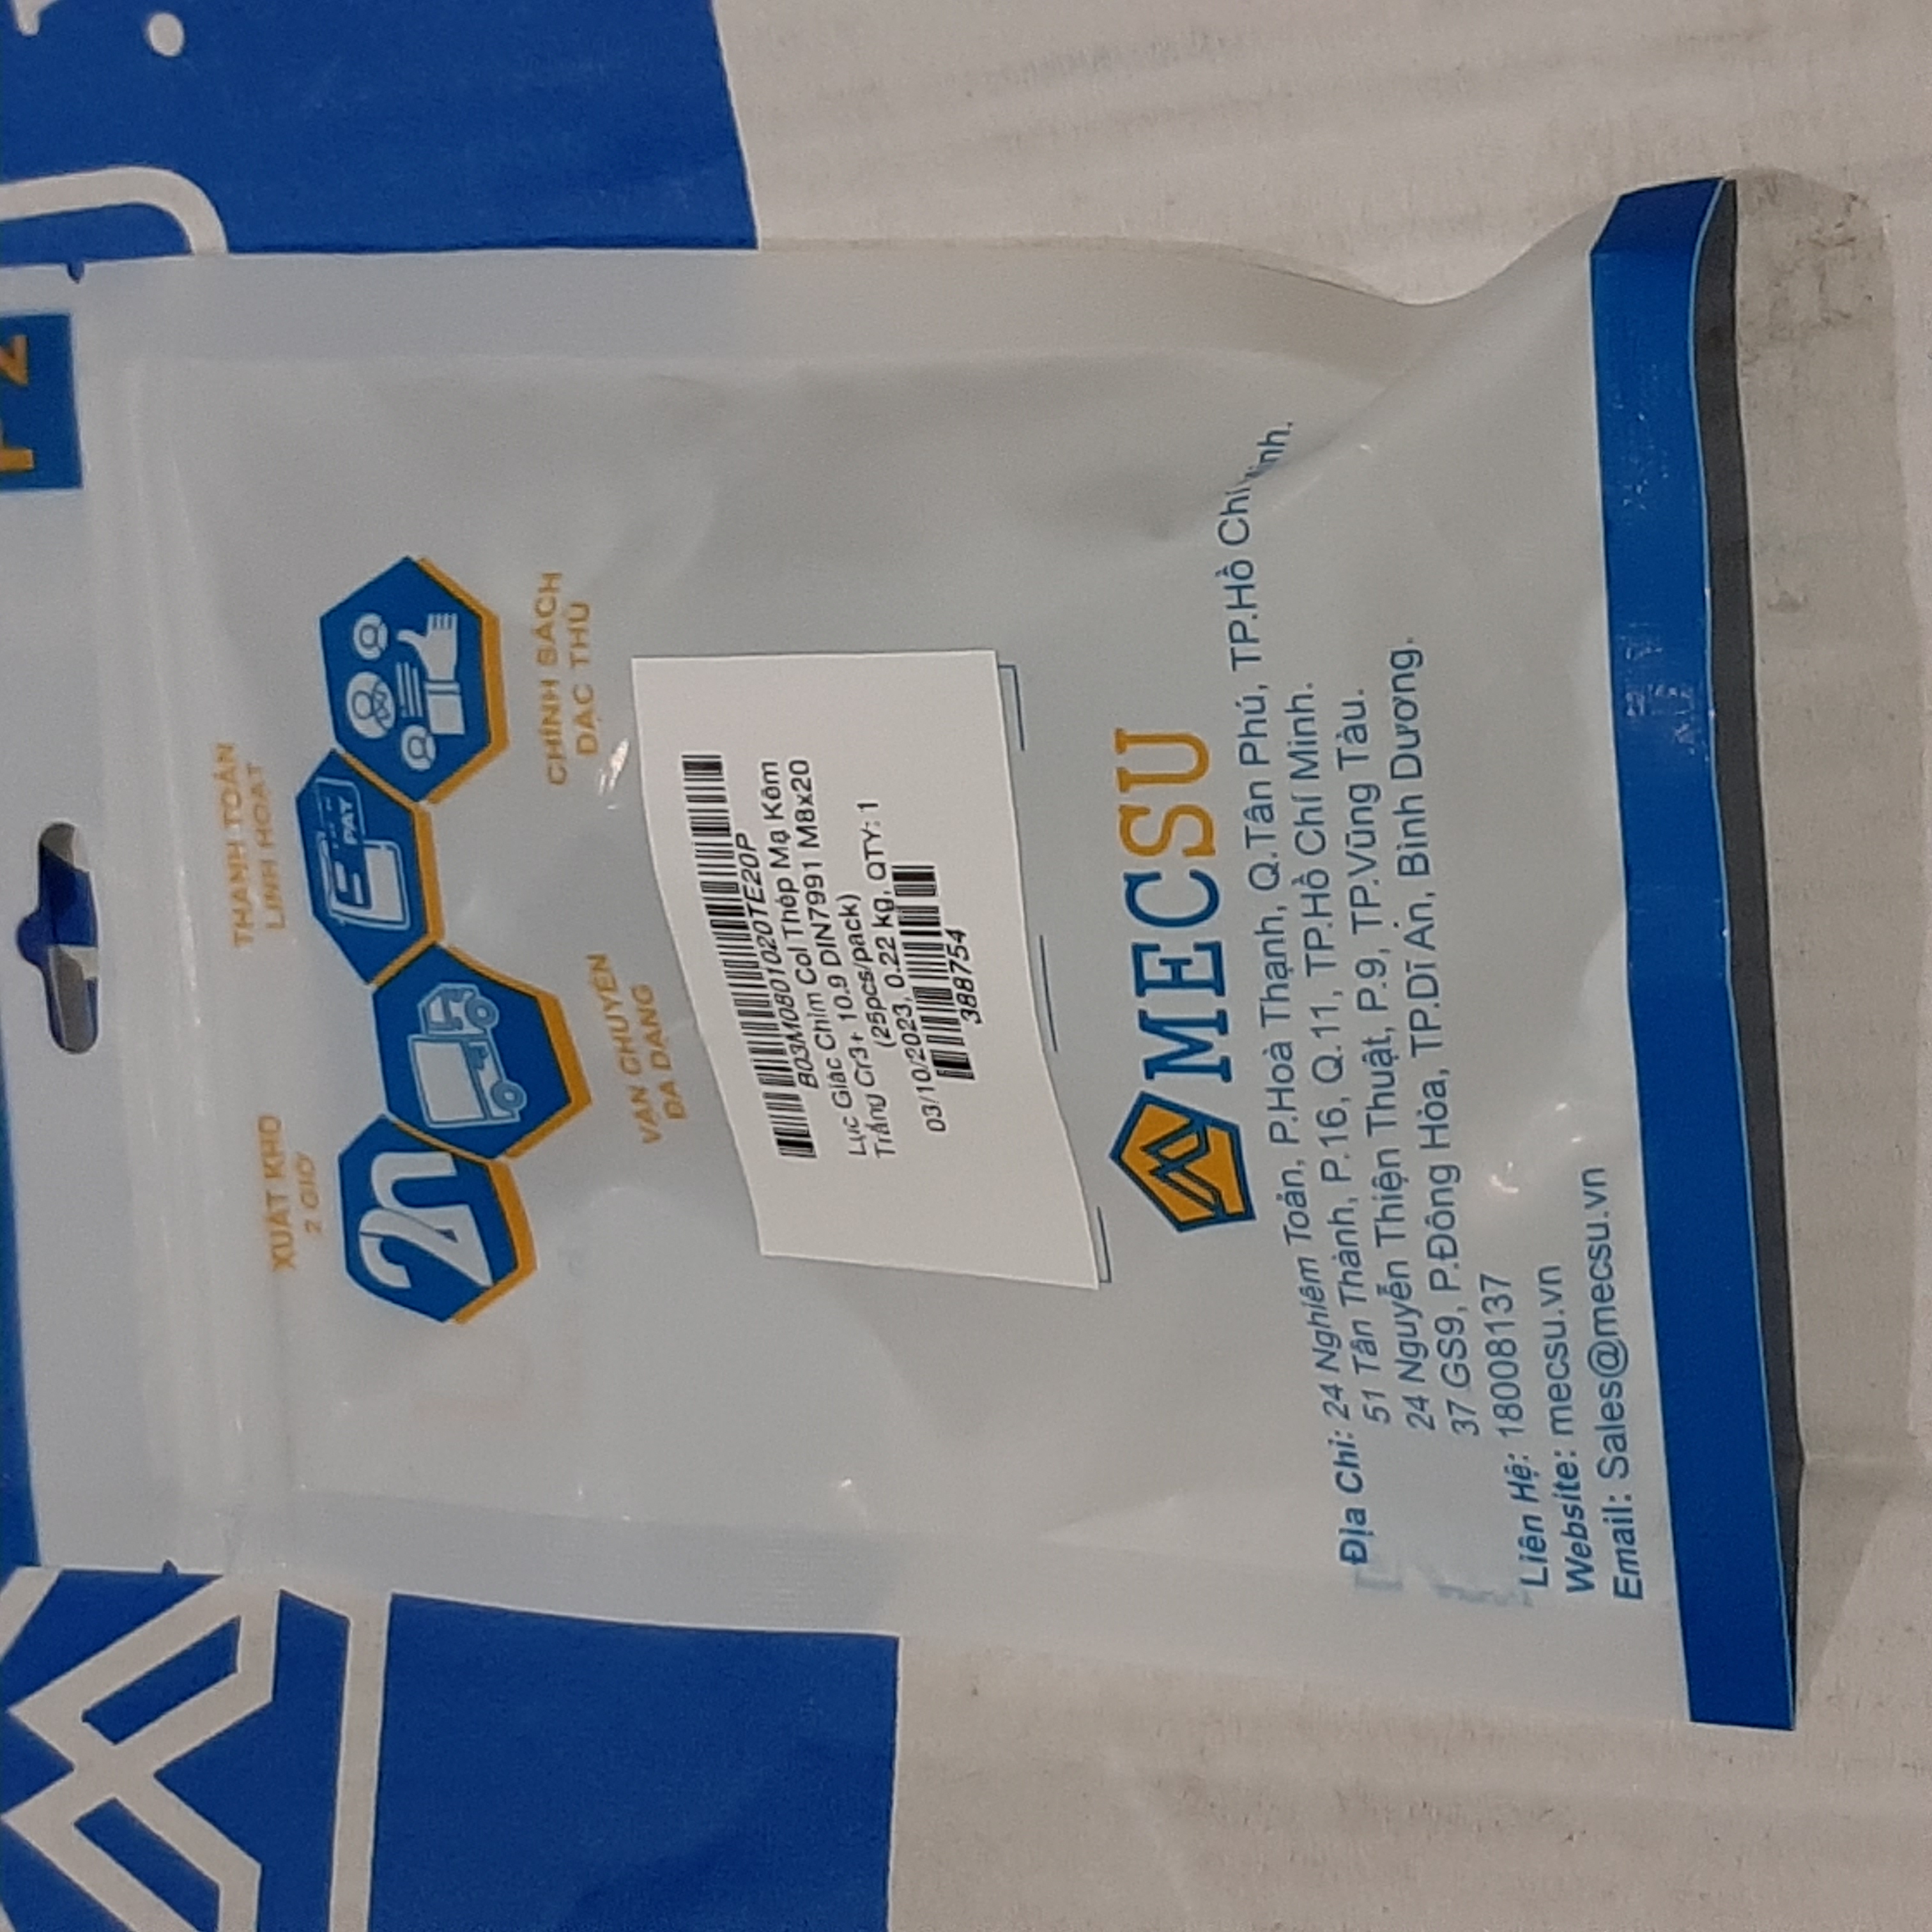 THANH TOÁN
LINH HOẠT
XUẤT KHO
2 GIỜ
2h
PAY
CHÍNH SÁCH
ĐẶC THÙ
VẬN CHUYỂN
ĐA DẠNG
B03M0801020TE20P
Lục Giác Chìm Col Thép Mạ Kẽm
Trắng Cr3+ 10.9 DIN7991 M8x20
(25pcs/pack)
03/10/2023, 0.22 kg, QTY: 1
388754
MECSU
Địa Chỉ: 24 Nghiêm Toản, P.Hoà Thạnh, Q.Tân Phú, TP.Hồ Chí Minh.
51 Tân Thành, P.16, Q.11, TP.Hồ Chí Minh.
24 Nguyễn Thiện Thuật, P.9, TP.Vũng Tàu.
37 GS9, P.Đông Hòa, TP.Dĩ An, Bình Dương.
Liên Hệ: 18008137
Website: mecsu.vn
Email: Sales@mecsu.vn